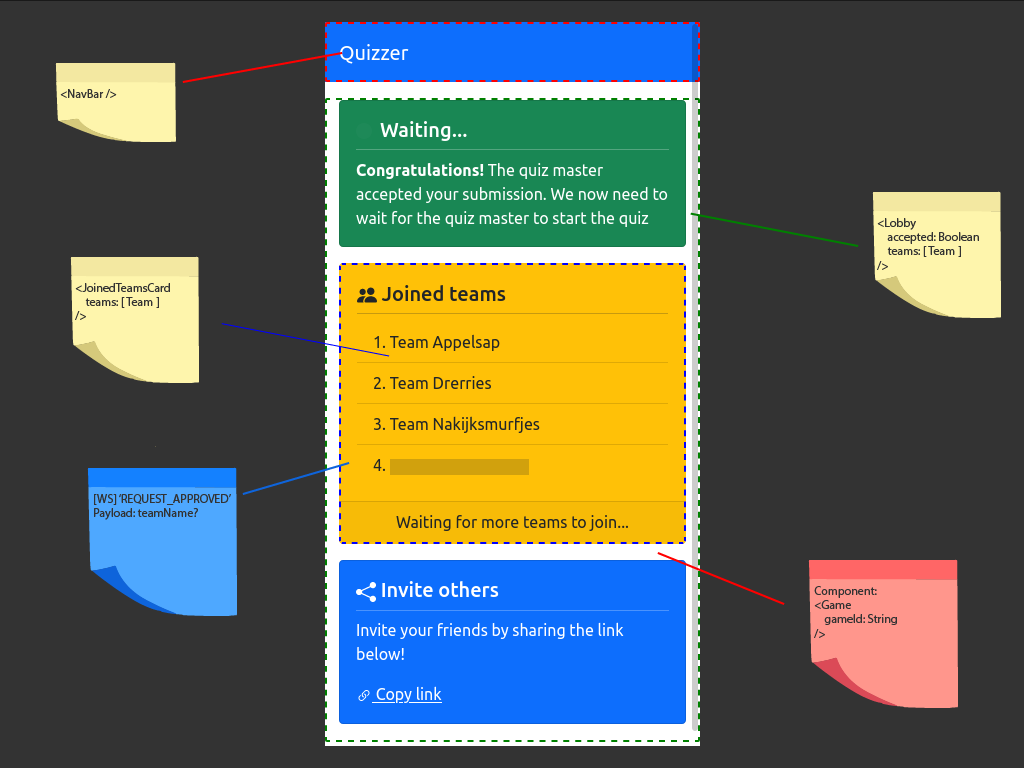 Quizzer
<NavBar />
Waiting...
Congratulations! The quiz master
accepted your submission. We now need to
wait for the quiz master to start the quiz
<Lobby
accepted: Boolean
teams: [ Team ]
/>
<JoinedTeamsCard
teams: [ Team ]
/>
Joined teams
1. Team Appelsap
2. Team Drerries
3. Team Nakijksmurfjes
4.
Waiting for more teams to join...
[WS] ‘REQUEST_APPROVED’
Payload: teamName?
Invite others
Invite your friends by sharing the link
below!
Copy link
Component:
<Game
gameId: String
/>